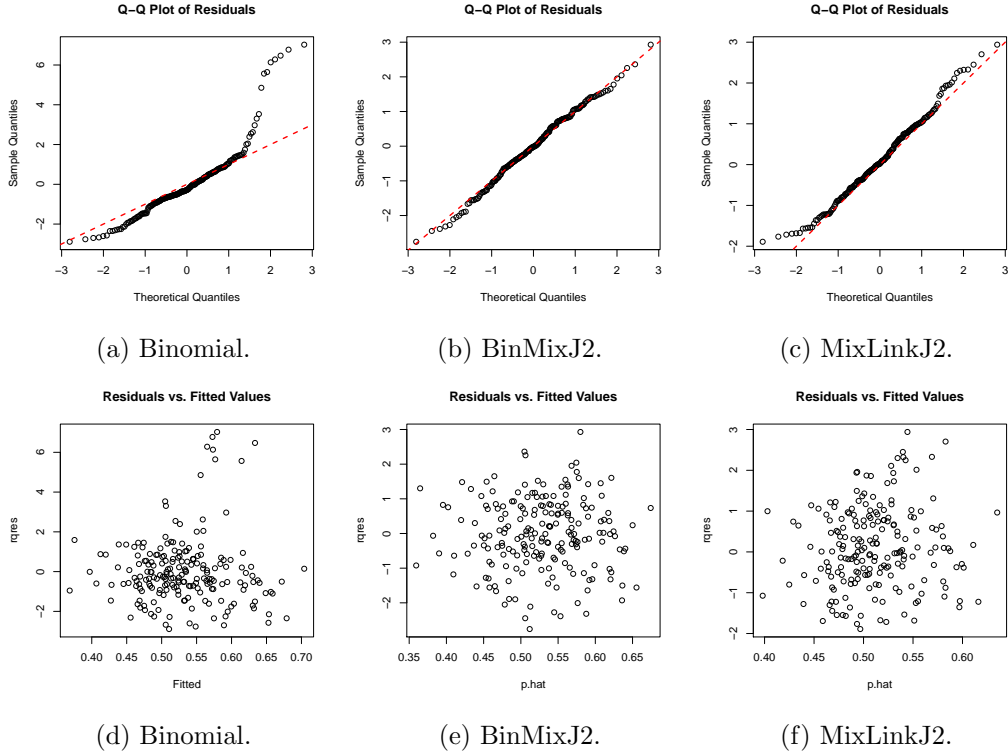 Q−Q Plot of Residuals
Sample Quantiles
6
4
2
0
−2
−3 −2 −1 0 1 2 3
Theoretical Quantiles
(a) Binomial.
Q−Q Plot of Residuals
Sample Quantiles
3
2
1
0
−1
−2
−3 −2 −1 0 1 2 3
Theoretical Quantiles
(b) BinMixJ2.
Q−Q Plot of Residuals
Sample Quantiles
3
2
1
0
−1
−2
−3 −2 −1 0 1 2 3
Theoretical Quantiles
(c) MixLinkJ2.
Residuals vs. Fitted Values
rqres
6
4
2
0
−2
0.40 0.45 0.50 0.55 0.60 0.65 0.70
Fitted
(d) Binomial.
Residuals vs. Fitted Values
rqres
3
2
1
0
−1
−2
0.35 0.40 0.45 0.50 0.55 0.60 0.65
p.hat
(e) BinMixJ2.
Residuals vs. Fitted Values
rqres
3
2
1
0
−1
−2
0.40 0.45 0.50 0.55 0.60
p.hat
(f) MixLinkJ2.